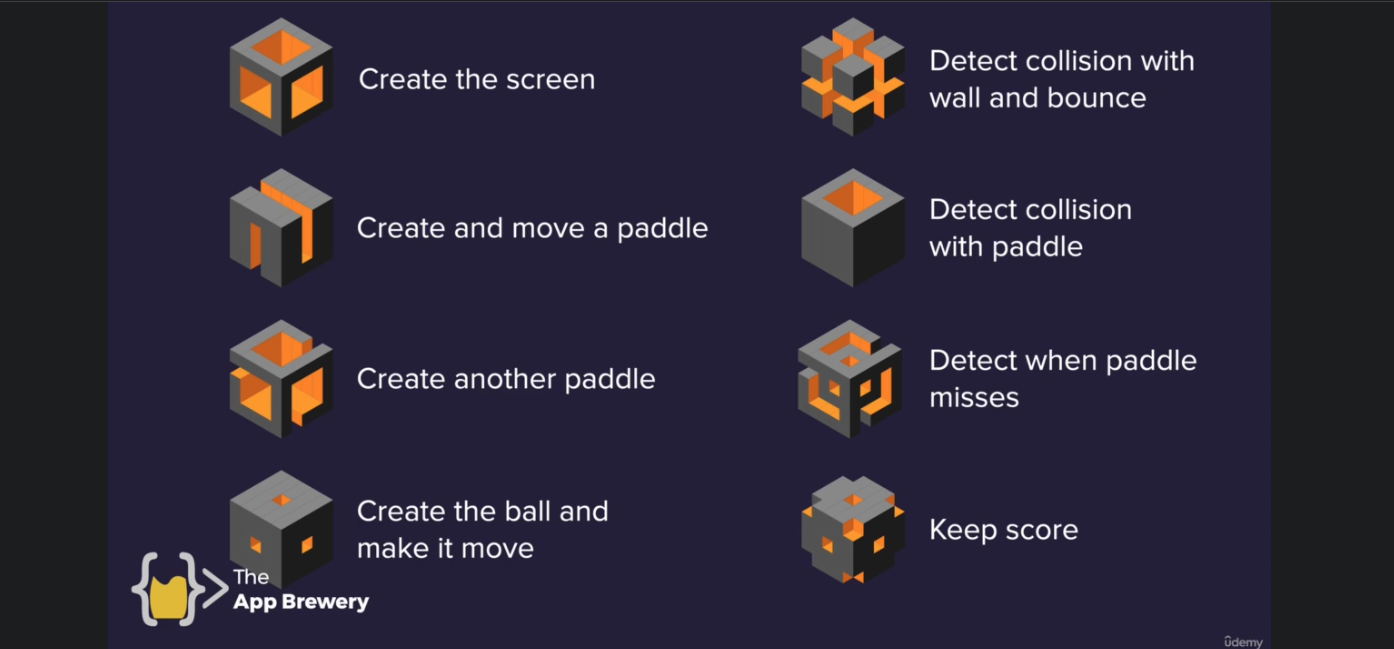 Create the screen
Create and move a paddle
Create another paddle
Create the ball and
make it move
Detect collision with
wall and bounce
Detect collision
with paddle
Detect when paddle
misses
Keep score
The
App Brewery
ûdemy